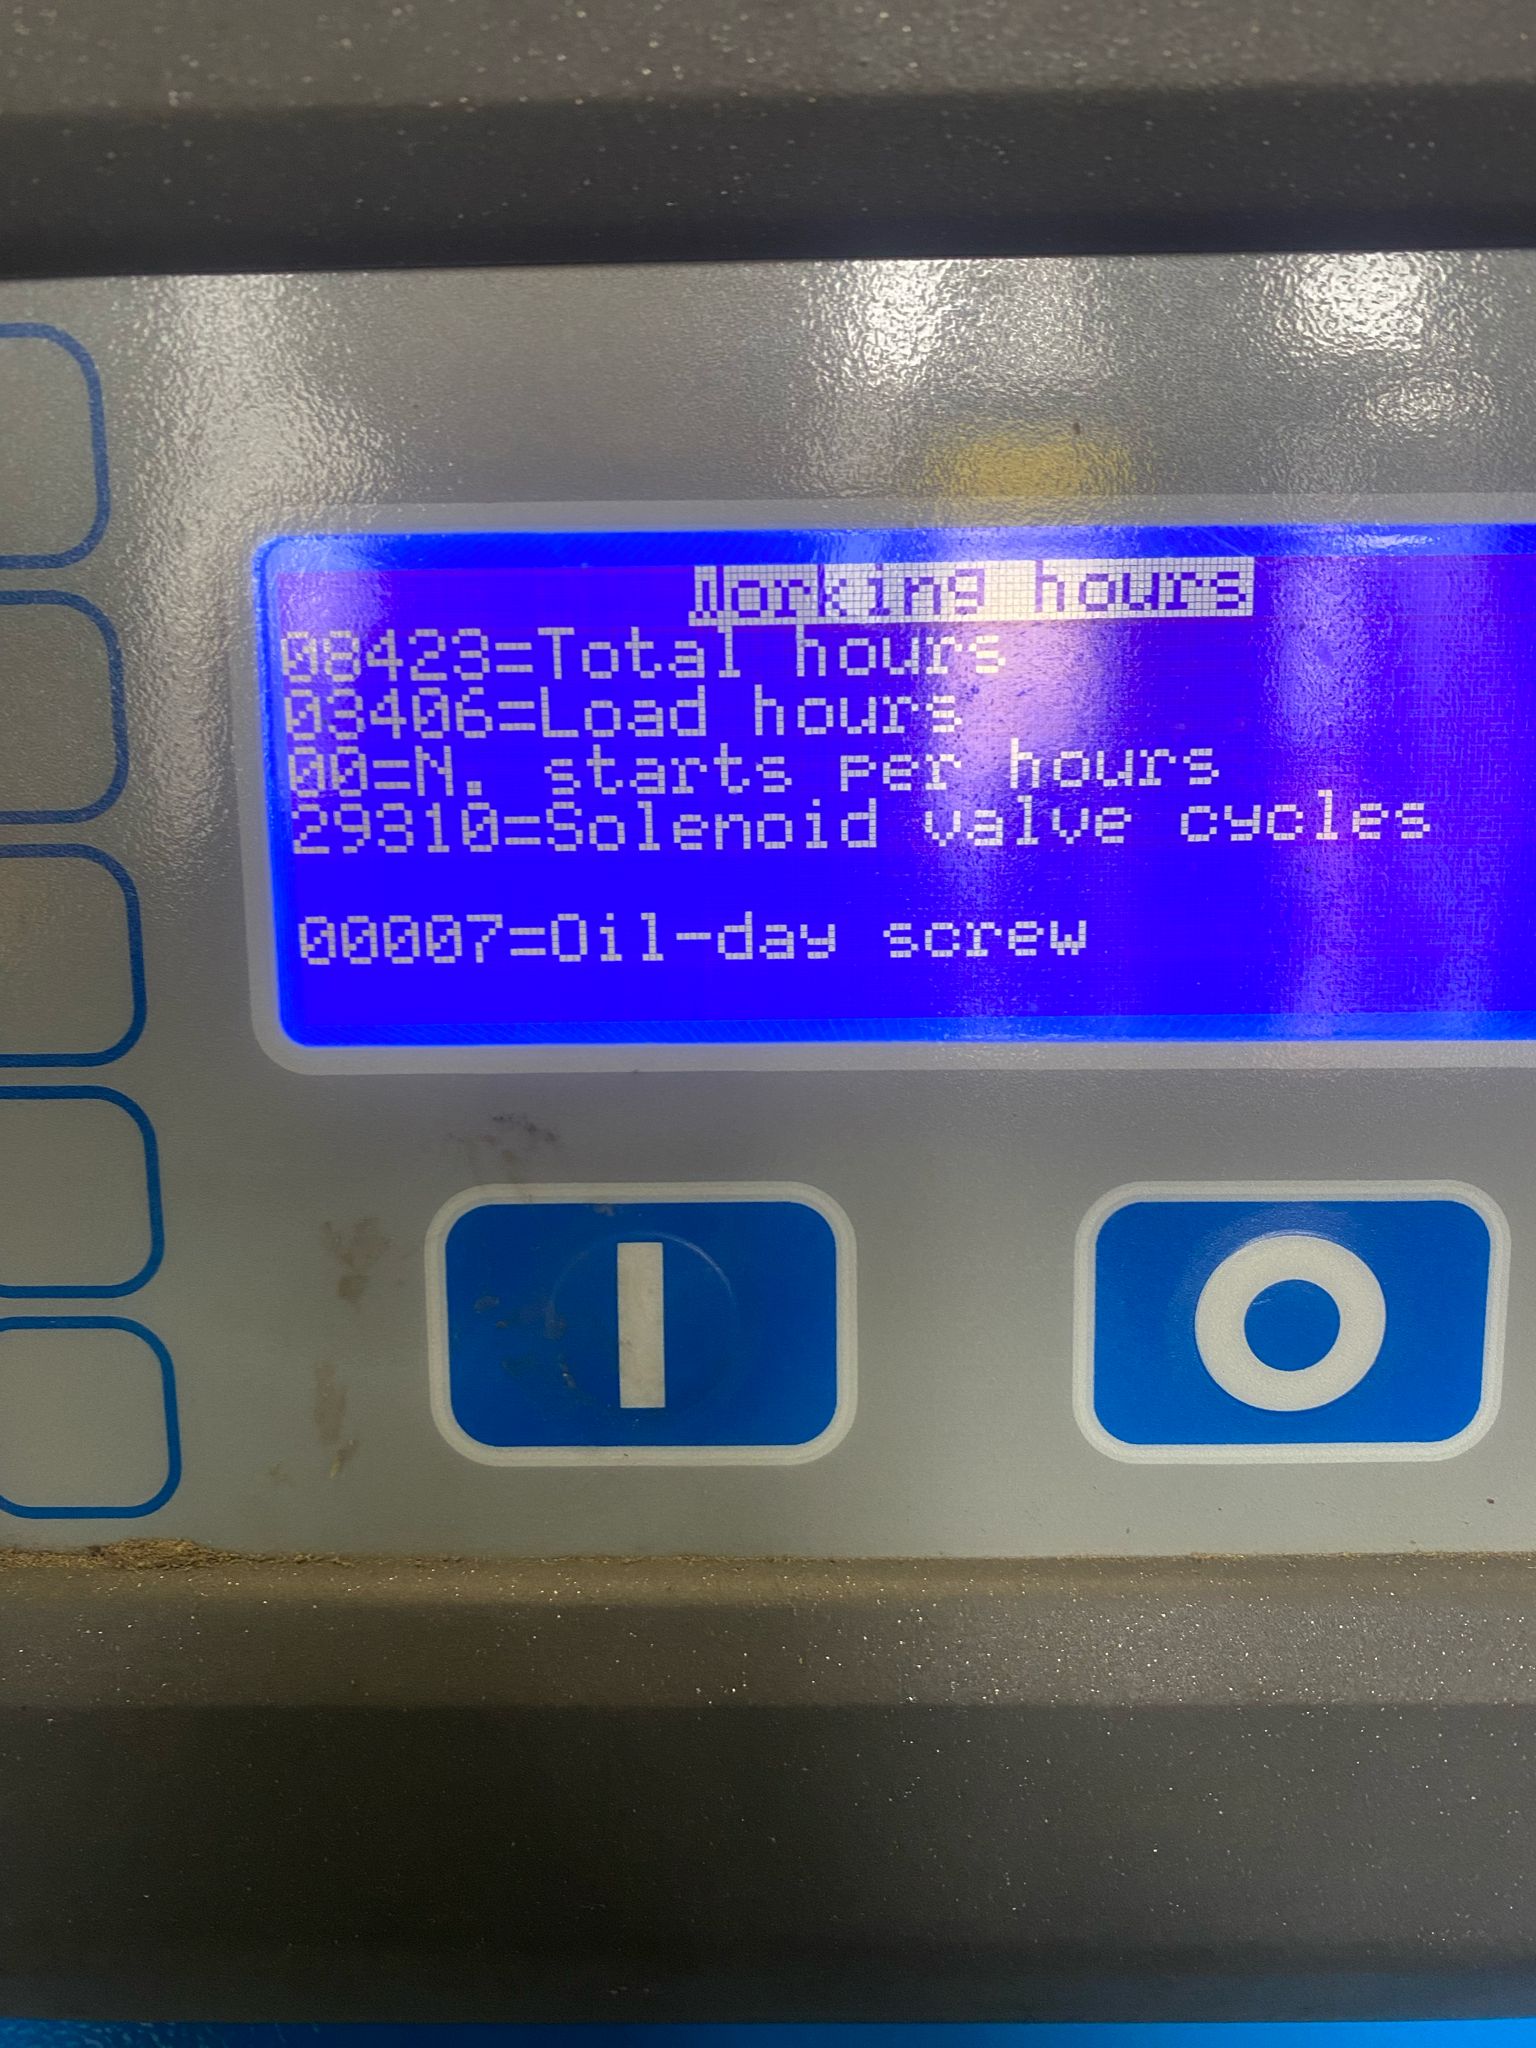 Working hours
08423=Total hours
03406=Load hours
00=N. starts per hours
29310=Solenoid valve cycles
00007=Oil-day screw